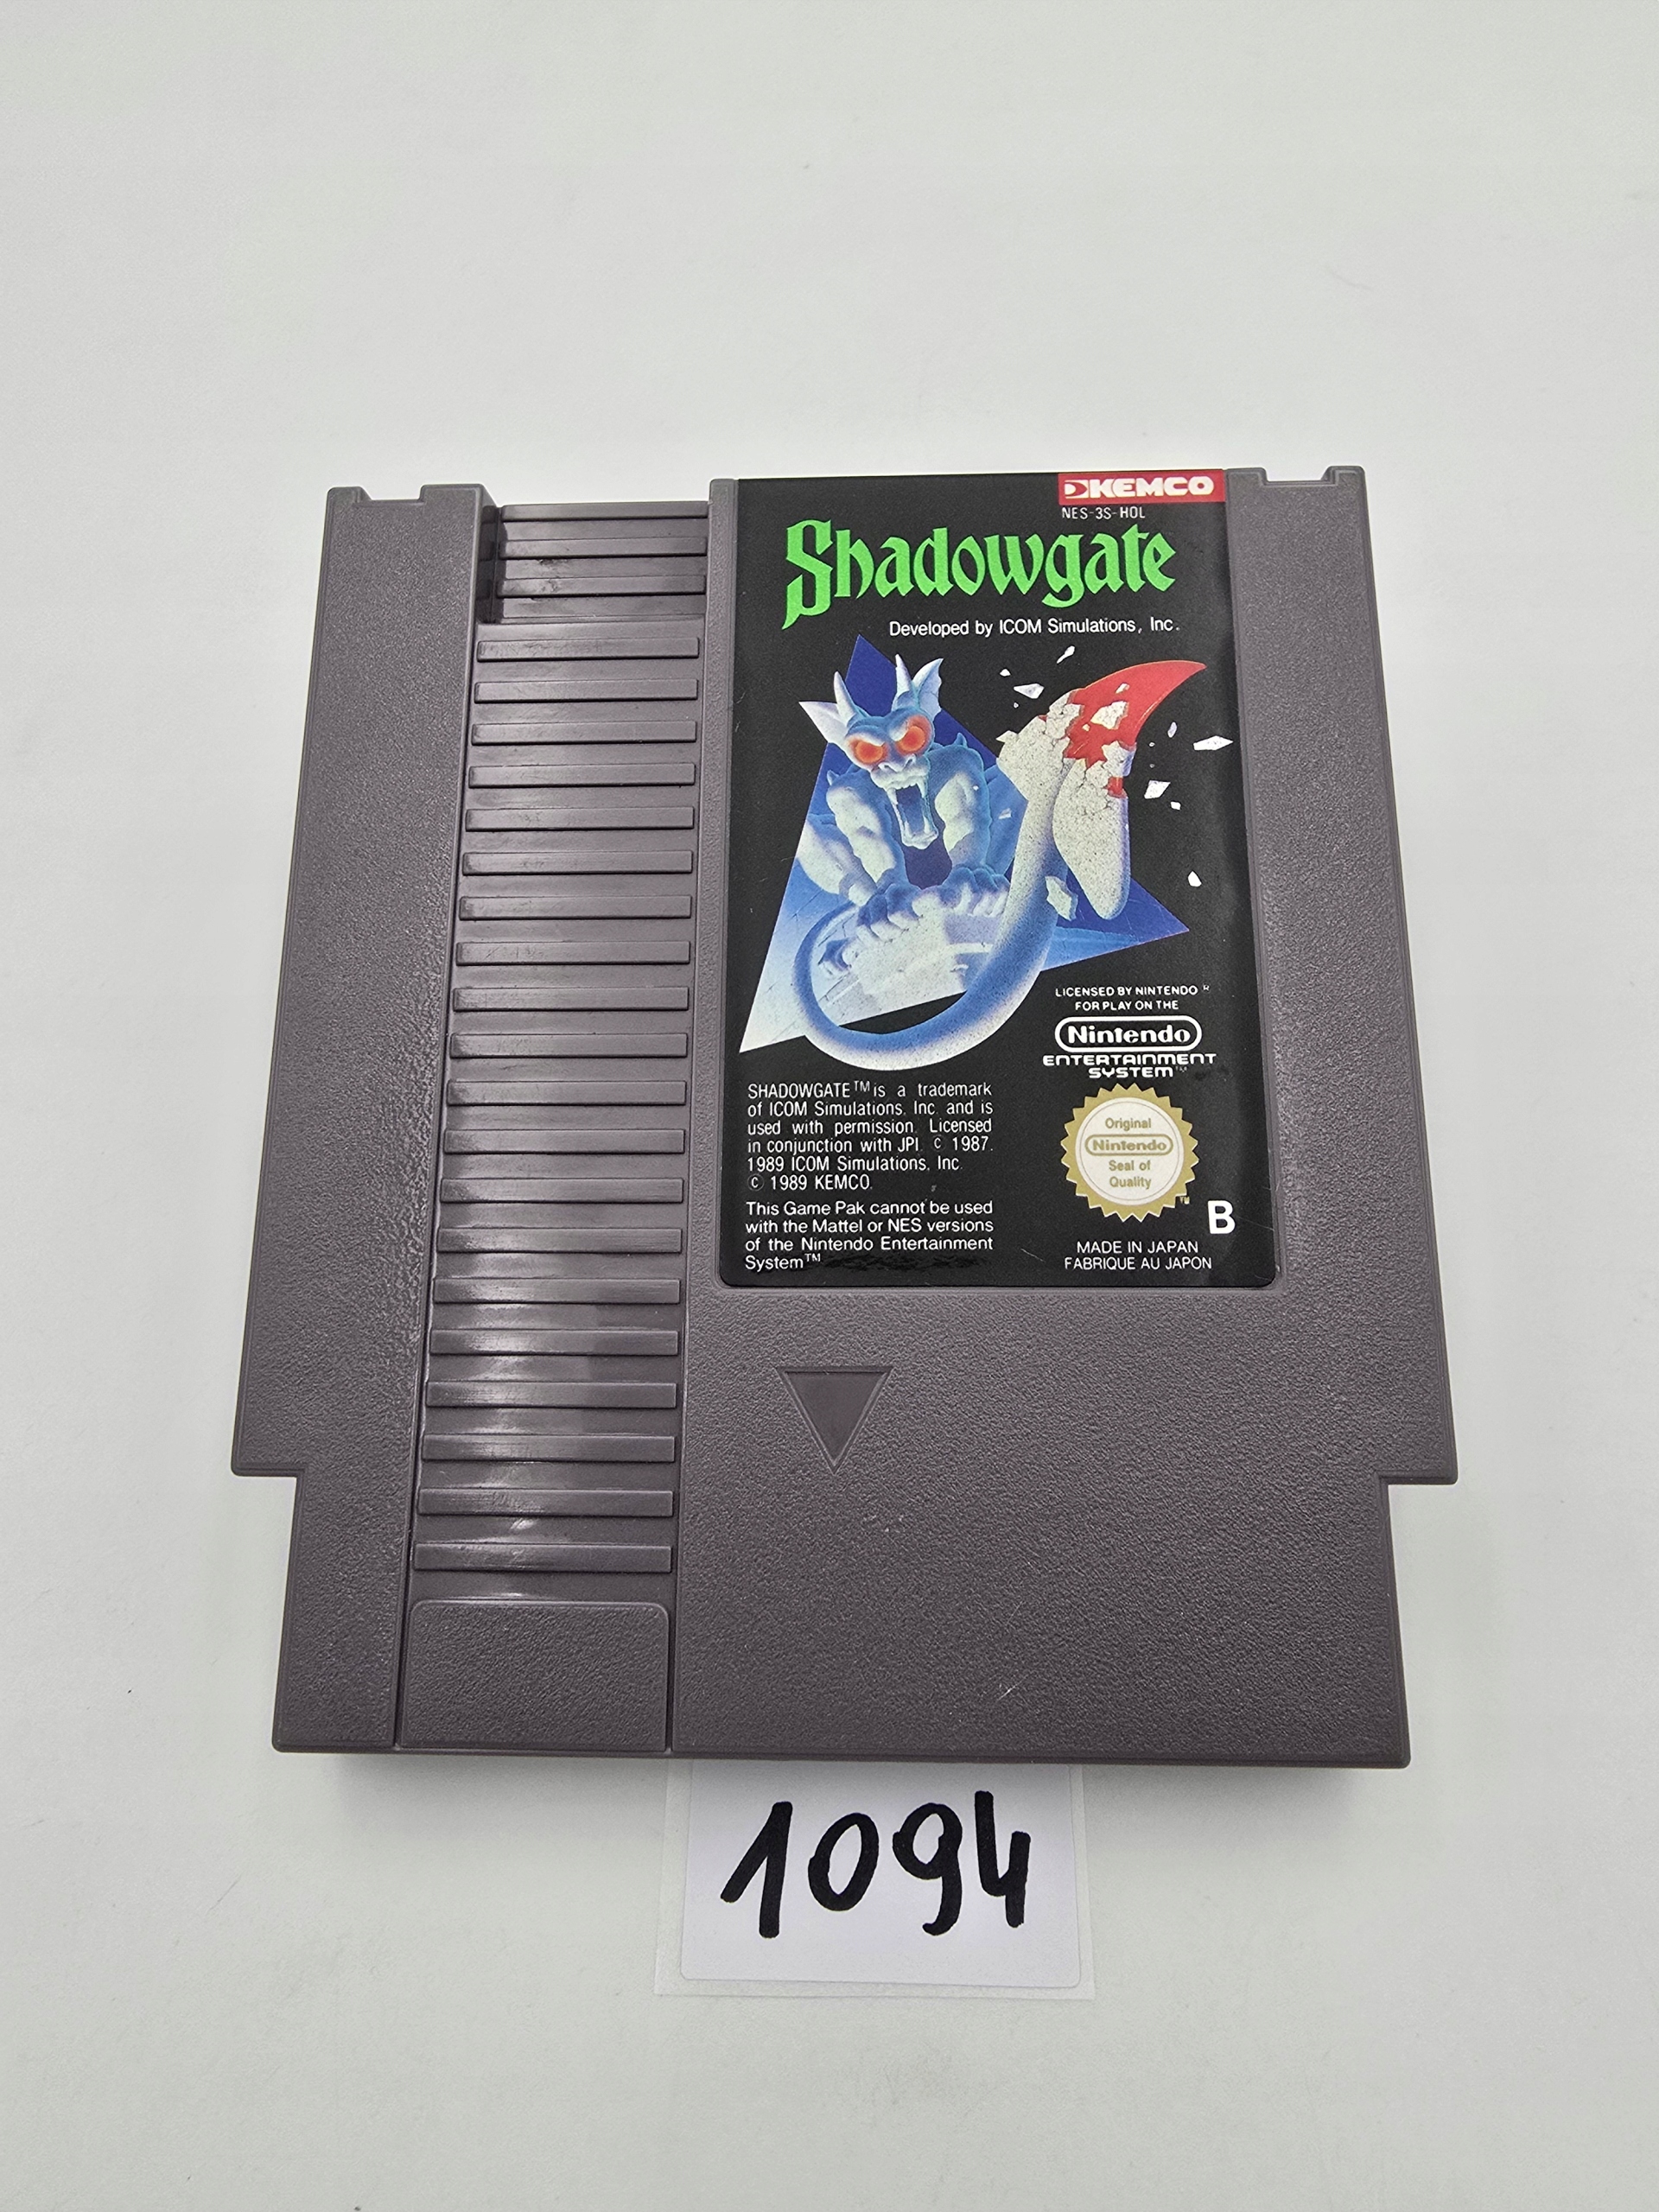 KEMCO
NES-3S-HOL
Shadowgate
Developed by ICOM Simulations, Inc.
LICENSED BY NINTENDO
FOR PLAY ON THE
Nintendo
ENTERTAINMENT
SYSTEM
SHADOWGATE™ is a trademark
of ICOM Simulations, Inc. and is
used with permission. Licensed
in conjunction with JPI. © 1987.
1989 ICOM Simulations, Inc.
© 1989 KEMCO.
This Game Pak cannot be used
with the Mattel or NES versions
of the Nintendo Entertainment
System™
Original
Nintendo
Seal of
Quality
TM
B
MADE IN JAPAN
FABRIQUE AU JAPON
1094